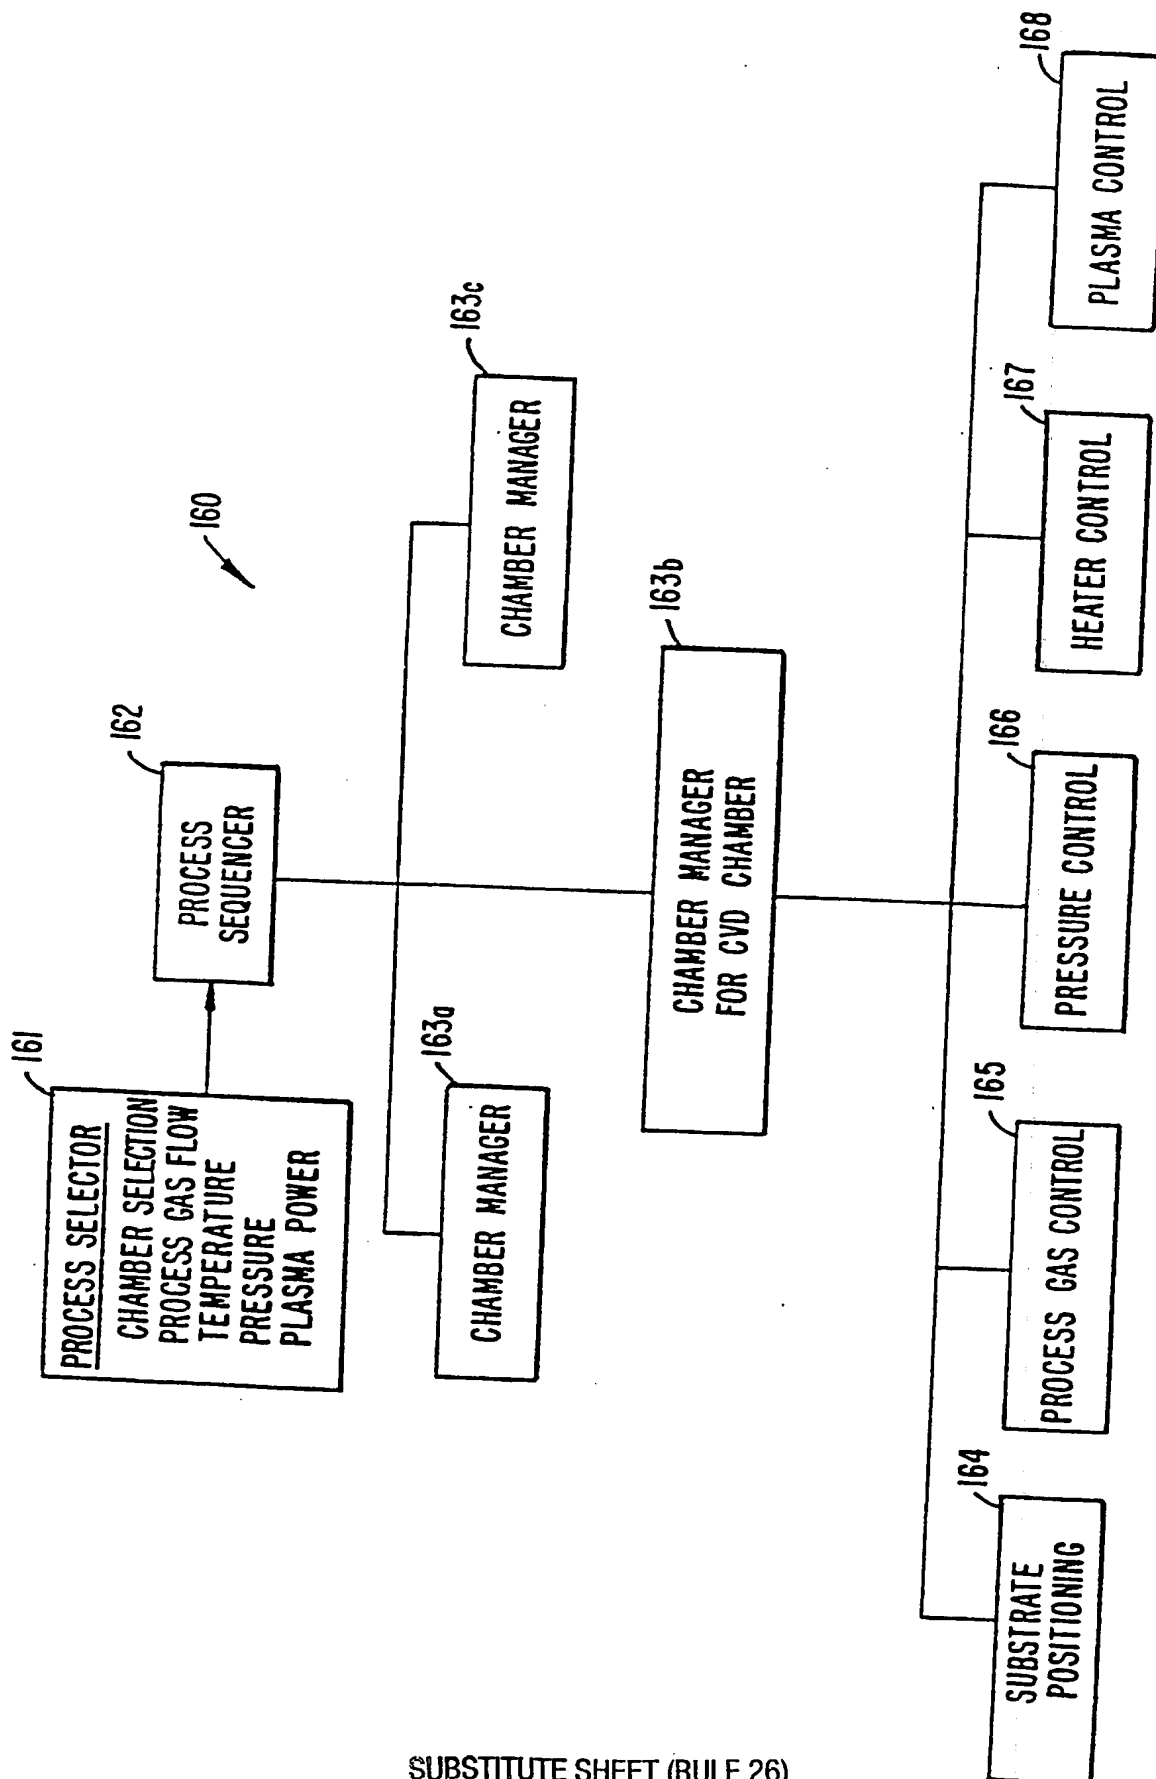 160
161
PROCESS SELECTOR
CHAMBER SELECTION
PROCESS GAS FLOW
TEMPERATURE
PRESSURE
PLASMA POWER
162
PROCESS
SEQUENCER
163a
CHAMBER MANAGER
163c
CHAMBER MANAGER
163b
CHAMBER MANAGER
FOR CVD CHAMBER
164
SUBSTRATE
POSITIONING
165
PROCESS GAS CONTROL
166
PRESSURE CONTROL
167
HEATER CONTROL
168
PLASMA CONTROL
SUBSTITUTE SHEET (RULE 26)